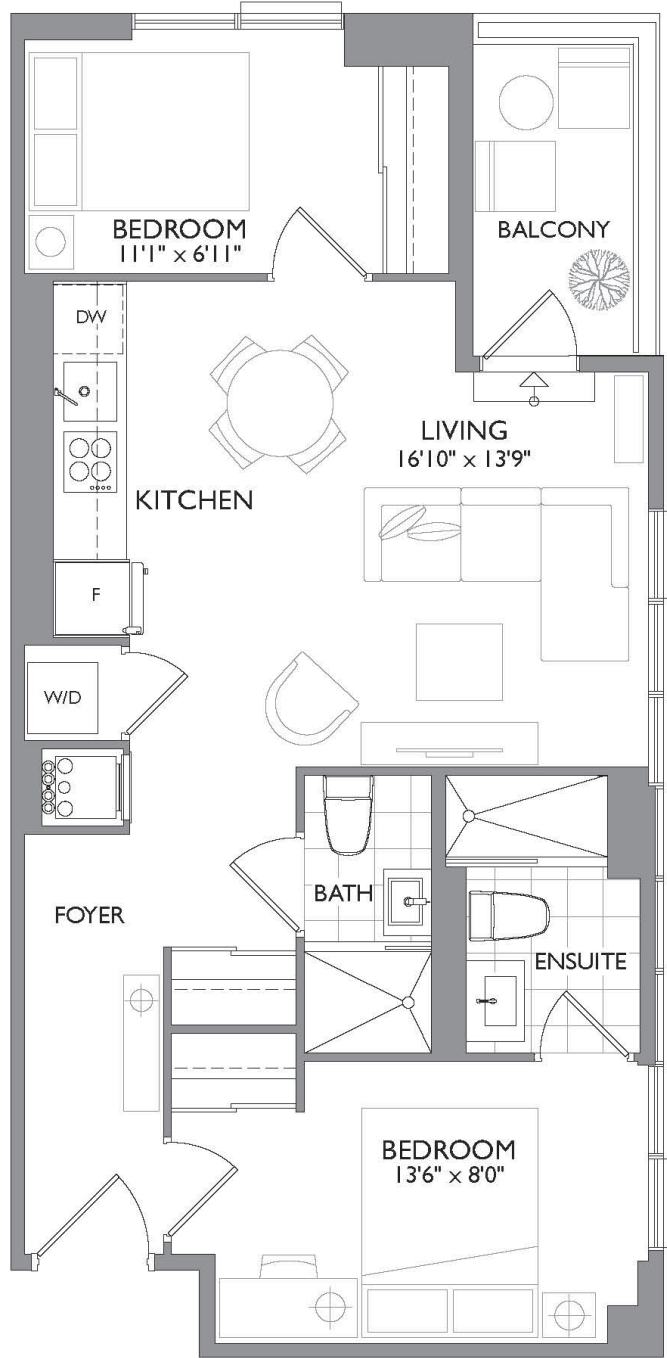 BEDROOM
11'1" x 6'11"
BALCONY
DW
LIVING
16'10" x 13'9"
KITCHEN
F
W/D
BATH
FOYER
ENSUITE
BEDROOM
13'6" x 8'0"